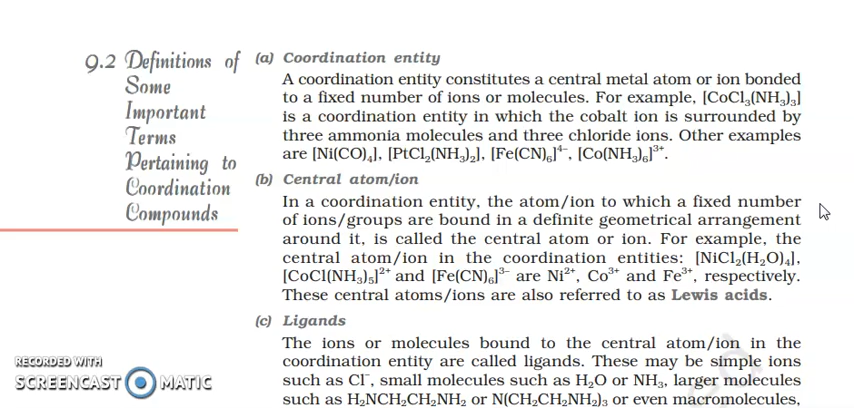 9.2 Definitions of
Some
Important
Terms
Pertaining to
Coordination
Compounds
(a) Coordination entity
A coordination entity constitutes a central metal atom or ion bonded
to a fixed number of ions or molecules. For example, [CoCl₃(NH₃)₃]
is a coordination entity in which the cobalt ion is surrounded by
three ammonia molecules and three chloride ions. Other examples
are [Ni(CO)₄], [PtCl₂(NH₃)₂], [Fe(CN)₆]⁴⁻, [Co(NH₃)₆]³⁺.
(b) Central atom/ion
In a coordination entity, the atom/ion to which a fixed number
of ions/groups are bound in a definite geometrical arrangement
around it, is called the central atom or ion. For example, the
central atom/ion in the coordination entities: [NiCl₂(H₂O)₄],
[CoCl(NH₃)₅]²⁺ and [Fe(CN)₆]³⁻ are Ni²⁺, Co³⁺ and Fe³⁺, respectively.
These central atoms/ions are also referred to as Lewis acids.
(c) Ligands
The ions or molecules bound to the central atom/ion in the
coordination entity are called ligands. These may be simple ions
such as Cl⁻, small molecules such as H₂O or NH₃, larger molecules
such as H₂NCH₂CH₂NH₂ or N(CH₂CH₂NH₂)₃ or even macromolecules,
RECORDED WITH
SCREENCAST MATIC